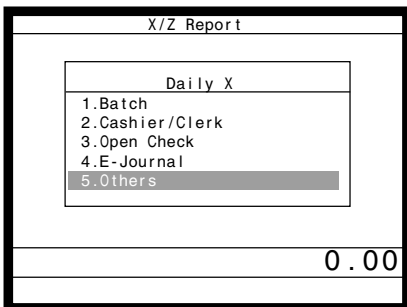 X/Z Report
Daily X
1.Batch
2.Cashier/Clerk
3.Open Check
4.E-Journal
5.Others
0.00